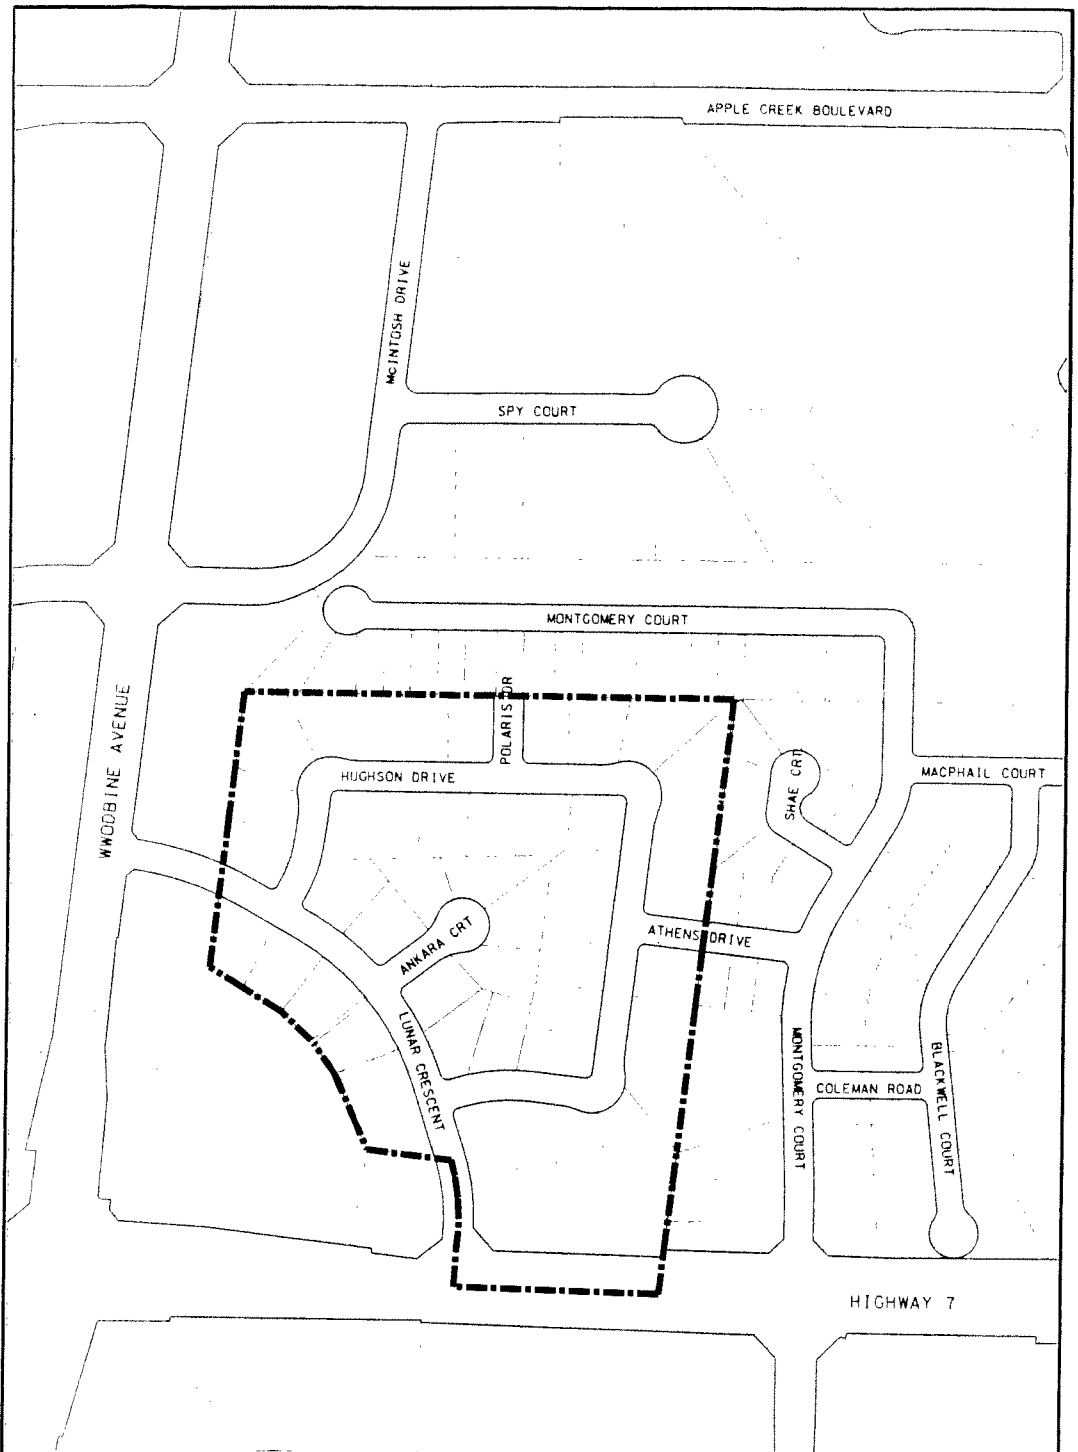 APPLE CREEK BOULEVARD
McINTOSH DRIVE
SPY COURT
MONTGOMERY COURT
WWODBINE AVENUE
POLARIS DR
HUGHSON DRIVE
SHAE CRT
MACPHAIL COURT
ANKARA CRT
ATHENS DRIVE
LUNAR CRESCENT
MONTGOMERY COURT
COLEMAN ROAD
BLACKWELL COURT
HIGHWAY 7